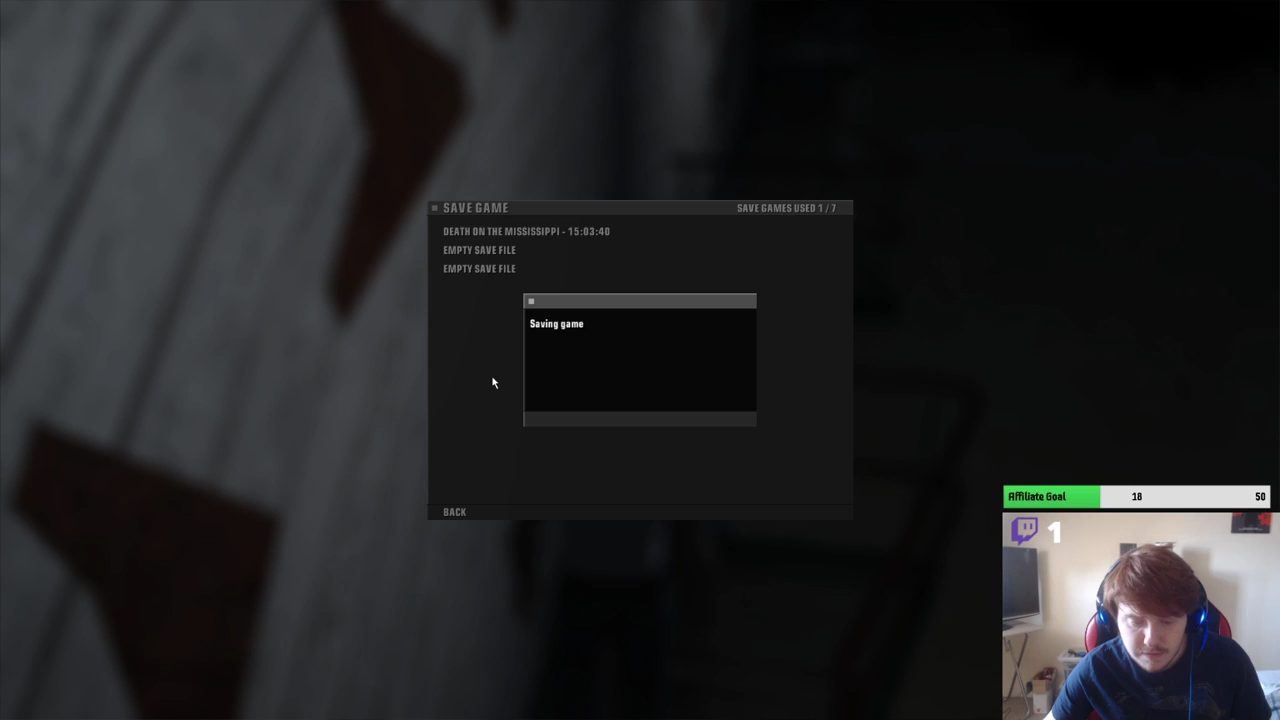 SAVE GAME SAVE GAMES USED 1 / 7
DEATH ON THE MISSISSIPPI - 15:03:40
EMPTY SAVE FILE
EMPTY SAVE FILE
Saving game
BACK
Affiliate Goal 18 50
1